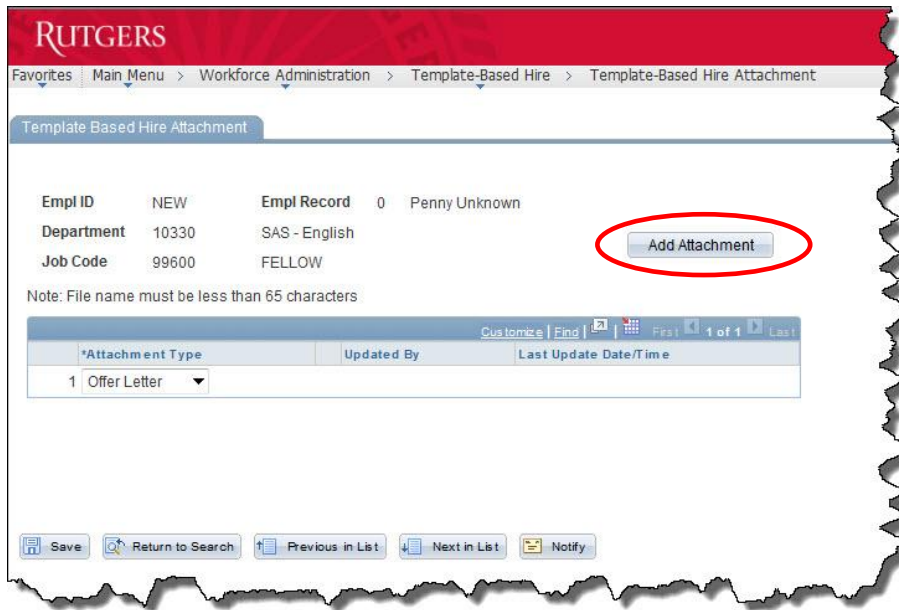 RUTGERS
Favorites Main Menu > Workforce Administration > Template-Based Hire > Template-Based Hire Attachment
Template Based Hire Attachment
Empl ID NEW Empl Record 0 Penny Unknown
Department 10330 SAS - English
Add Attachment
Job Code 99600 FELLOW
Note: File name must be less than 65 characters
Customize | Find | | First 1 of 1 Last
*Attachment Type Updated By Last Update Date/Time
1 Offer Letter
Save Return to Search Previous in List Next in List Notify